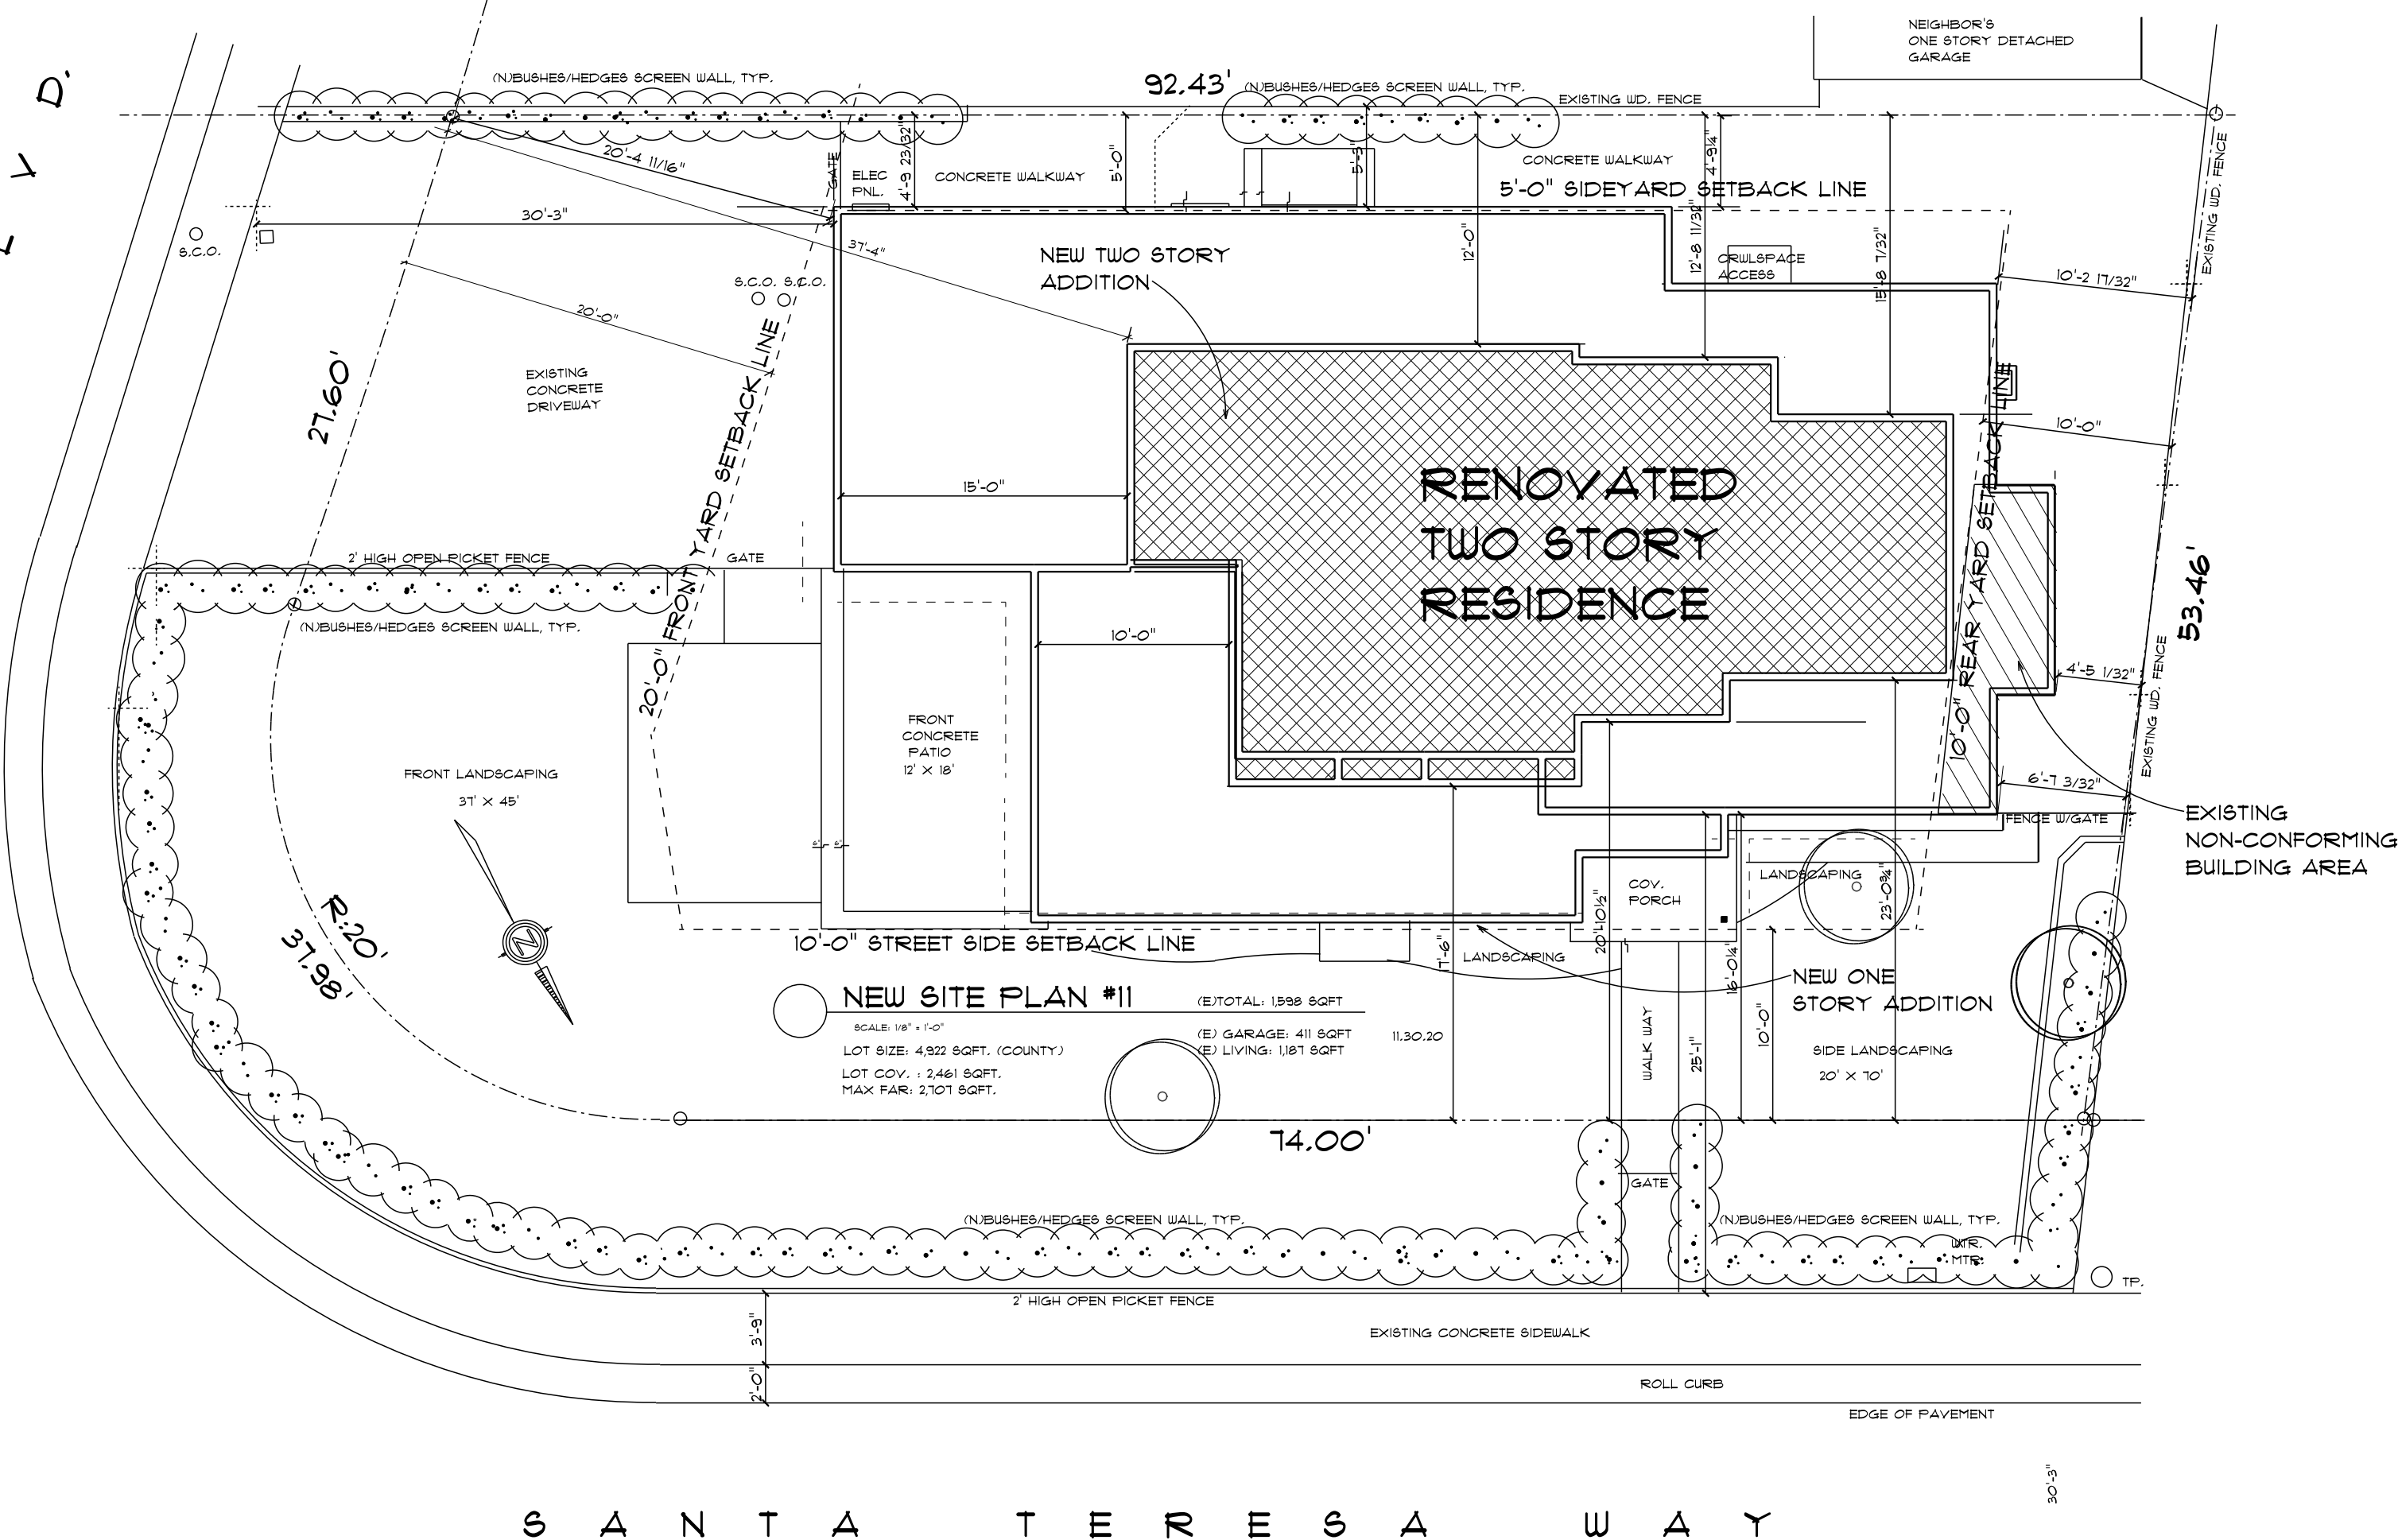 NEIGHBOR'S
ONE STORY DETACHED
GARAGE
L V D.
(N)BUSHES/HEDGES SCREEN WALL, TYP.
92.43'
(N)BUSHES/HEDGES SCREEN WALL, TYP.
EXISTING WD. FENCE
20'-4 11/16"
GATE
ELEC
PNL.
4'-9 23/32"
CONCRETE WALKWAY
5'-0"
5'-3"
CONCRETE WALKWAY
4'-9¼"
5'-0" SIDEYARD SETBACK LINE
EXISTING WD. FENCE
30'-3"
S.C.O.
37'-4"
NEW TWO STORY
ADDITION
12'-0"
12'-8 11/32"
CRWLSPACE
ACCESS
15'-8 7/32"
10'-2 17/32"
S.C.O. S.C.O.
20'-0"
27.60'
EXISTING
CONCRETE
DRIVEWAY
20'-0" FRONT YARD SETBACK LINE
10'-0"
15'-0"
RENOVATED
TWO STORY
RESIDENCE
10'-0" REAR YARD SETBACK LINE
53.46'
2' HIGH OPEN PICKET FENCE
GATE
(N)BUSHES/HEDGES SCREEN WALL, TYP.
10'-0"
4'-5 1/32"
EXISTING WD. FENCE
FRONT
CONCRETE
PATIO
12' X 18'
FRONT LANDSCAPING
37' X 45'
6'-7 3/32"
EXISTING
NON-CONFORMING
BUILDING AREA
FENCE W/GATE
6" 6"
LANDSCAPING
COV.
PORCH
23'-0¾"
20'-10½"
R:20'
37.98'
N
10'-0" STREET SIDE SETBACK LINE
17'-6"
LANDSCAPING
16'-0¼"
NEW ONE
STORY ADDITION
NEW SITE PLAN #11
(E)TOTAL: 1,598 SQFT
SCALE: 1/8" = 1'-0"
(E) GARAGE: 411 SQFT
11.30.20
LOT SIZE: 4,922 SQFT. (COUNTY)
(E) LIVING: 1,187 SQFT
LOT COV. : 2,461 SQFT.
MAX FAR: 2,707 SQFT.
WALK WAY
25'-1"
10'-0"
SIDE LANDSCAPING
20' X 70'
74.00'
GATE
(N)BUSHES/HEDGES SCREEN WALL, TYP.
(N)BUSHES/HEDGES SCREEN WALL, TYP.
WTR.
MTR.
TP.
2' HIGH OPEN PICKET FENCE
3'-9"
EXISTING CONCRETE SIDEWALK
2'-0"
ROLL CURB
EDGE OF PAVEMENT
30'-3"
SANTA TERESA WAY